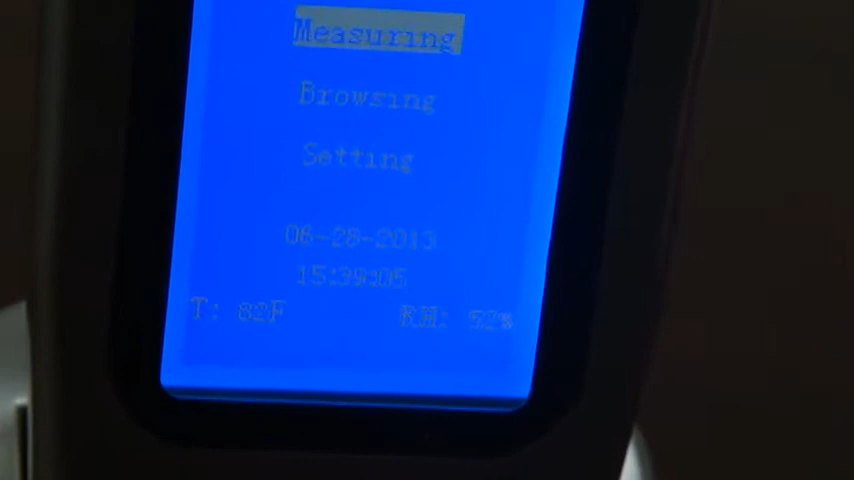 Measuring
Browsing
Setting
06-28-2013
15:39:05
T: 82F RH: 52%